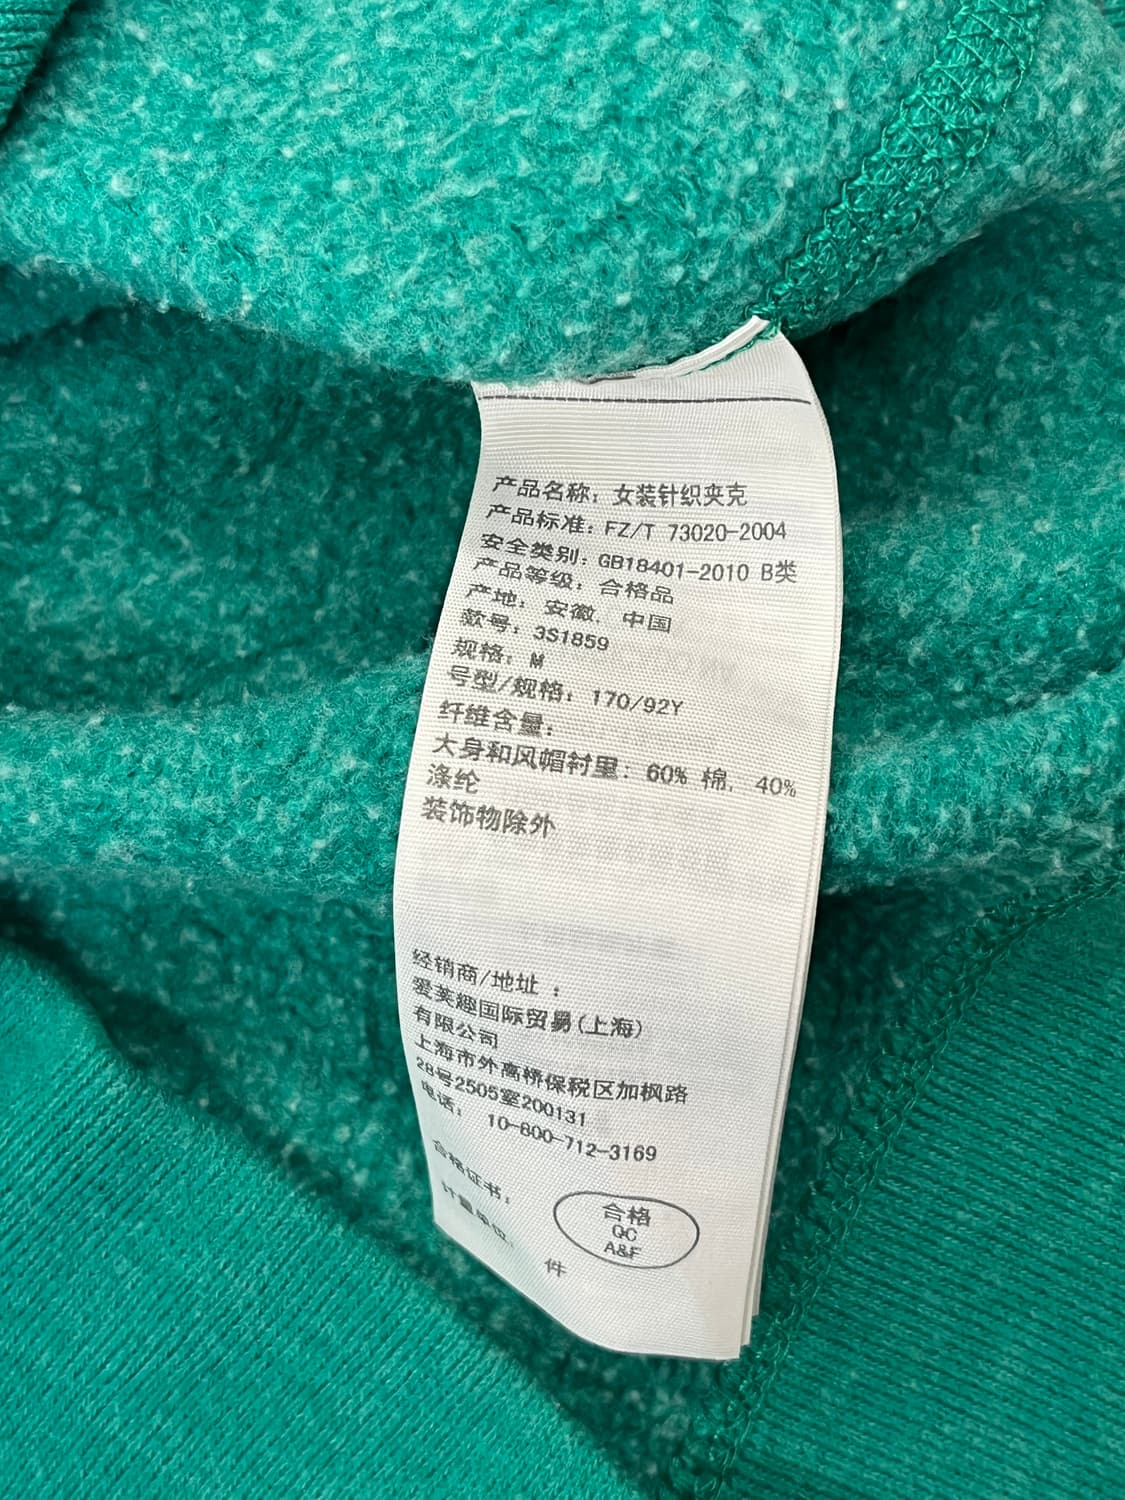 产品名称: 女装针织夹克
产品标准: FZ/T 73020-2004
安全类别: GB18401-2010 B类
产品等级: 合格品
产地: 安徽, 中国
款号: 3S1859
规格: M
号型/规格: 170/92Y
纤维含量:
大身和风帽衬里: 60% 棉, 40%
涤纶
装饰物除外
经销商/地址 :
爱芙趣国际贸易(上海)
有限公司
上海市外高桥保税区加枫路
28号2505室200131
电话: 10-800-712-3169
合格证书:
合格
QC
A&F
计量单位: 件